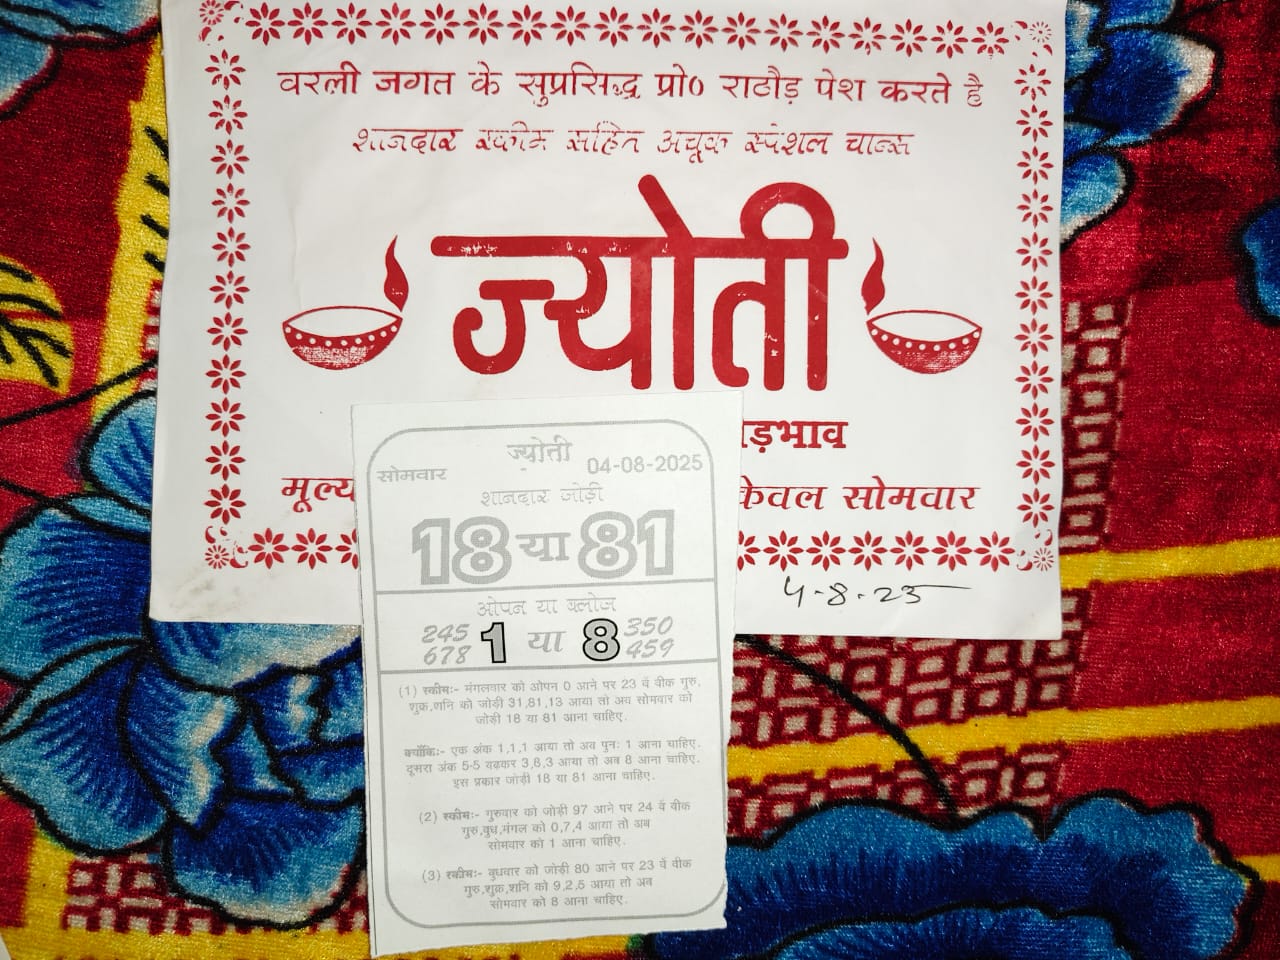 वरली जगत के सुप्रसिद्ध प्रो० राठौड़ पेश करते है
शानदार स्कीम सहित अचूक स्पेशल चान्स
ज्योती
ड़भाव
मूल्य
केवल सोमवार
4-8-25
ज्योती
सोमवार 04-08-2025
शानदार जोड़ी
18 या 81
ओपन या क्लोज
245 1 या 8 350
678 459
(1) स्कीमः- मंगलवार को ओपन 0 आने पर 23 वें वीक गुरु,
शुक्र,शनि को जोड़ी 31,81,13 आया तो अब सोमवार को
जोड़ी 18 या 81 आना चाहिए.
क्योंकिः- एक अंक 1,1,1 आया तो अब पुनः 1 आना चाहिए.
दूसरा अंक 5-5 बढ़कर 3,8,3 आया तो अब 8 आना चाहिए.
इस प्रकार जोड़ी 18 या 81 आना चाहिए.
(2) स्कीमः- गुरुवार को जोड़ी 97 आने पर 24 वें वीक
गुरु,बुध,मंगल को 0,7,4 आया तो अब
सोमवार को 1 आना चाहिए.
(3) स्कीमः- बुधवार को जोड़ी 80 आने पर 23 वें वीक
गुरु,शुक्र,शनि को 9,2,5 आया तो अब
सोमवार को 8 आना चाहिए.